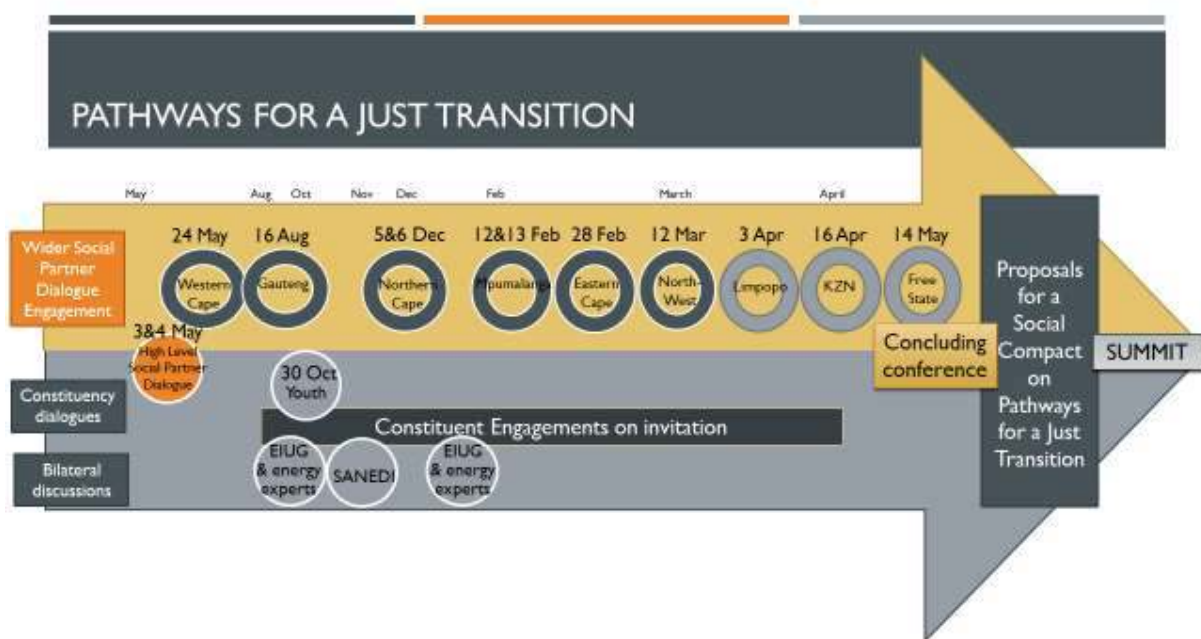 PATHWAYS FOR A JUST TRANSITION
May Aug Oct Nov Dec Feb March April
Wider Social
Partner
Dialogue
Engagement
24 May 16 Aug 5&6 Dec 12&13 Feb 28 Feb 12 Mar 3 Apr 16 Apr 14 May
Western
Cape
Gauteng
Northern
Cape
Mpumalanga
Eastern
Cape
North-
West
Limpopo
KZN
Free
State
3&4 May
High Level
Social Partner
Dialogue
Concluding
conference
Proposals
for a
Social
Compact
on
Pathways
for a Just
Transition
SUMMIT
Constituency
dialogues
30 Oct
Youth
Constituent Engagements on invitation
Bilateral
discussions
EIUG
& energy
experts
SANEDI
EIUG
& energy
experts